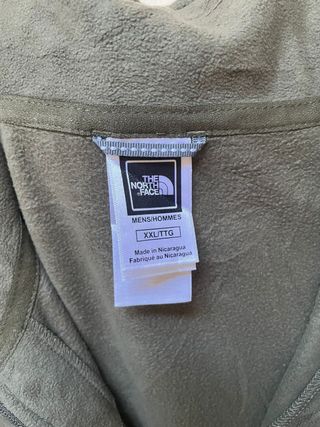 THE
NORTH
FACE
MENS/HOMMES
XXL/TTG
Made in Nicaragua
Fabriqué au Nicaragua